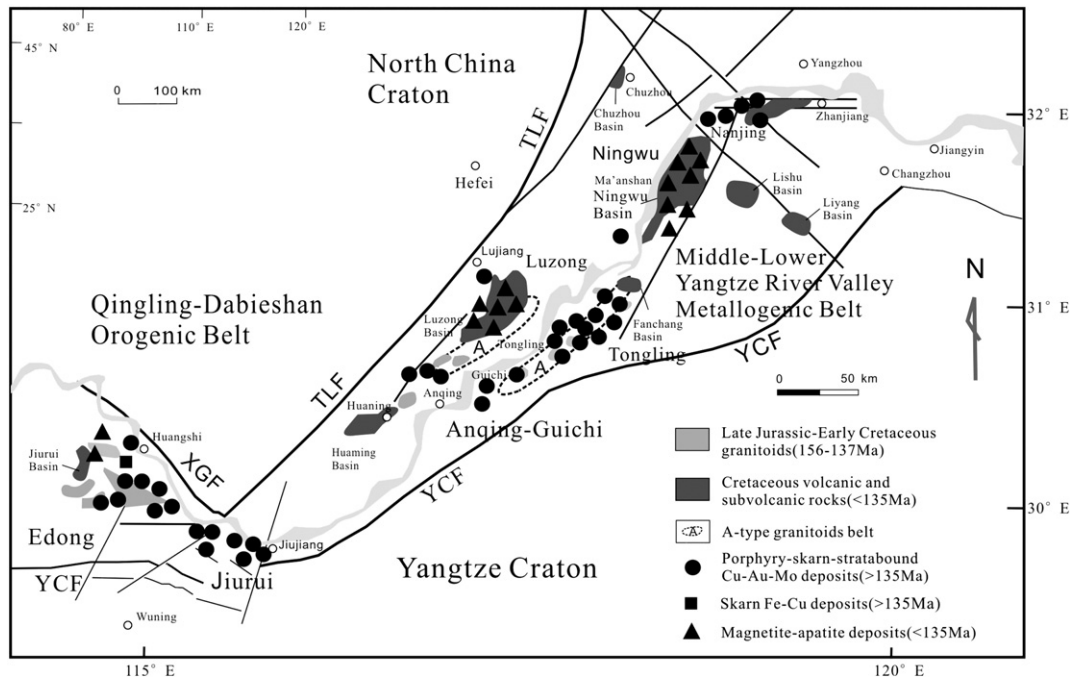 80° E
110° E
120° E
45° N
25° N
0
100 km
North China
Craton
TLF
Chuzhou
Chuzhou
Basin
Yangzhou
Zhanjiang
32° N
Nanjing
Jiangyin
Changzhou
Hefei
Ningwu
Ma'anshan
Ningwu
Basin
Lishu
Basin
Liyang
Basin
Lujiang
Luzong
Middle-Lower
Yangtze River Valley
Metallogenic Belt
N
Qingling-Dabieshan
Orogenic Belt
Luzong
Basin
A
Tongling
Fanchang
Basin
31° N
Tongling
YCF
A
Guichi
TLF
Anqing
Huaning
Anqing-Guichi
0
50 km
Huaming
Basin
Huangshi
Jiurui
Basin
XGF
YCF
Late Jurassic-Early Cretaceous
granitoids(156-137Ma)
Cretaceous volcanic and
subvolcanic rocks(<135Ma)
A
A-type granitoids belt
Porphyry-skarn-stratabound
Cu-Au-Mo deposits(>135Ma)
Skarn Fe-Cu deposits(>135Ma)
Magnetite-apatite deposits(<135Ma)
30° E
Edong
Jiujiang
Jiurui
YCF
Yangtze Craton
Wuning
115° E
120° E